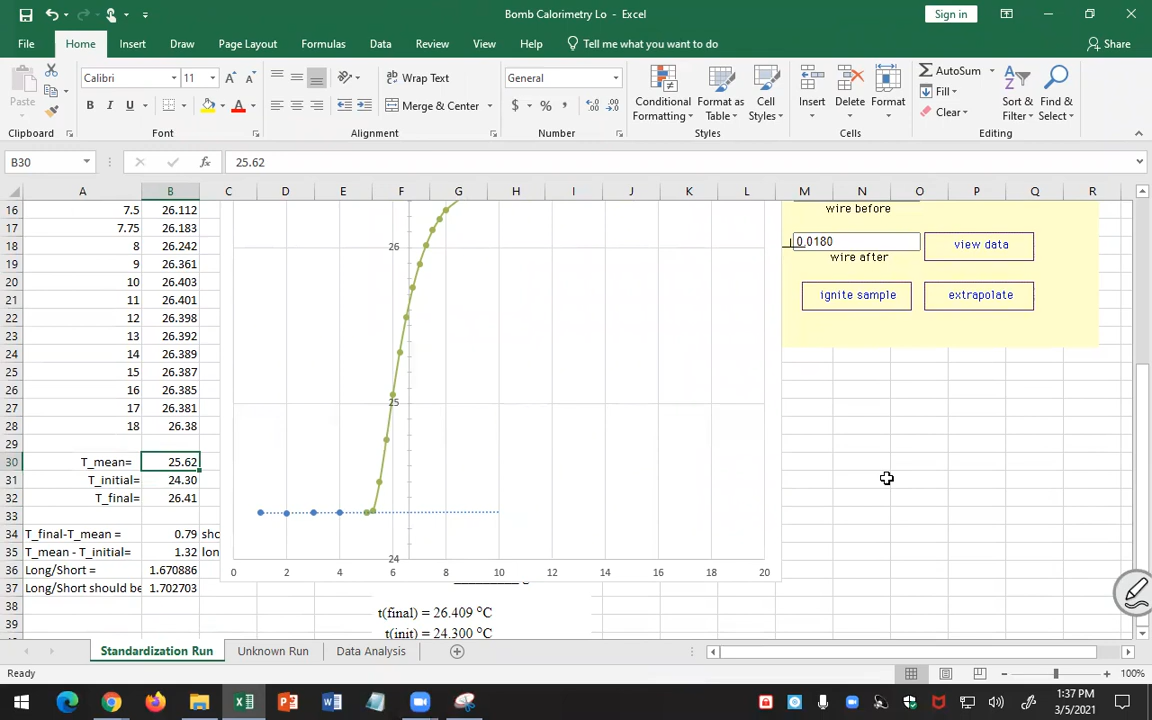 Bomb Calorimetry Lo - Excel
Sign in
File Home Insert Draw Page Layout Formulas Data Review View Help Tell me what you want to do Share
Calibri 11 Wrap Text General AutoSum
Fill
Paste B I U Merge & Center $ % , Conditional Formatting Format as Table Cell Styles Insert Delete Format Clear Sort & Filter Find & Select
Clipboard Font Alignment Number Styles Cells Editing
B30 fx 25.62
A B C D E F G H I J K L M N O P Q R
16 7.5 26.112
17 7.75 26.183
18 8 26.242
19 9 26.361
20 10 26.403
21 11 26.401
22 12 26.398
23 13 26.392
24 14 26.389
25 15 26.387
26 16 26.385
27 17 26.381
28 18 26.38
29
30 T_mean= 25.62
31 T_initial= 24.30
32 T_final= 26.41
33
34 T_final-T_mean = 0.79 sho
35 T_mean - T_initial= 1.32 lon
36 Long/Short = 1.670886
37 Long/Short should be 1.702703
38
39
26
25
24
0 2 4 6 8 10 12 14 16 18 20
t(final) = 26.409 °C
t(init) = 24.300 °C
wire before
0.0180 view data
wire after
ignite sample extrapolate
Standardization Run Unknown Run Data Analysis
Ready 100%
1:37 PM
3/5/2021